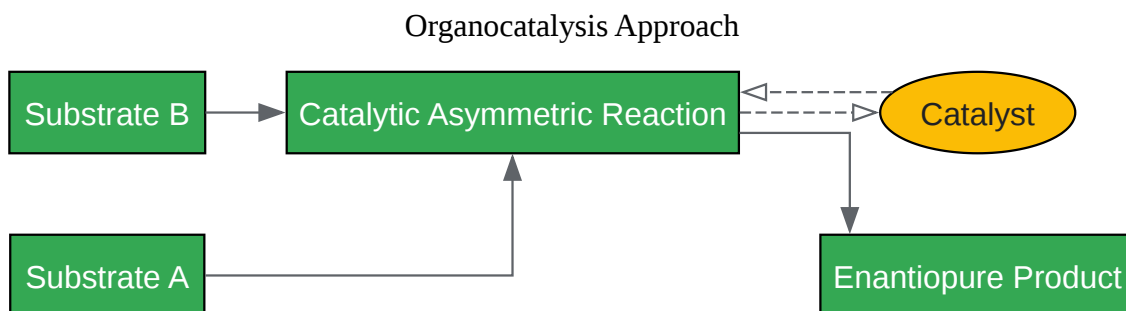 Organocatalysis Approach
Substrate B
Catalytic Asymmetric Reaction
Catalyst
Substrate A
Enantiopure Product